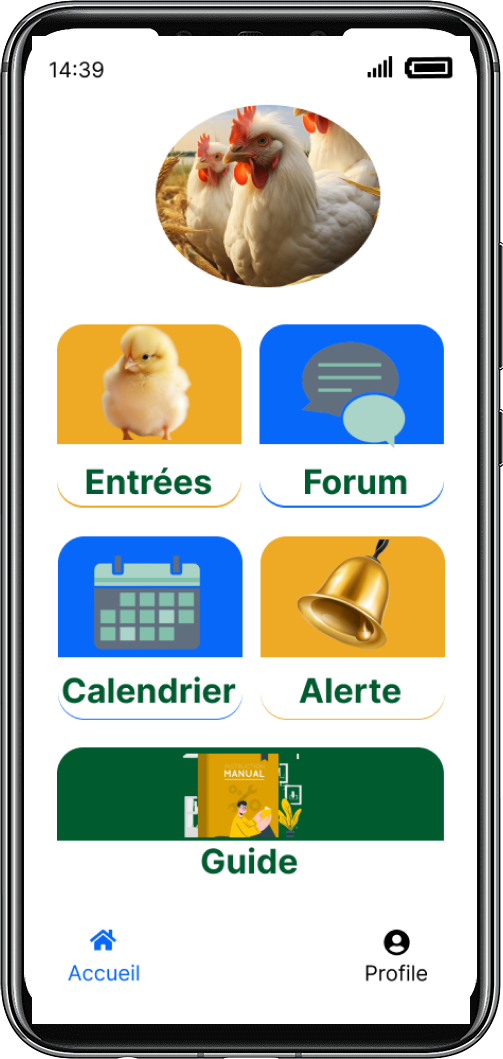 14:39
Entrées
Forum
Calendrier
Alerte
MANUAL
Guide
Accueil
Profile